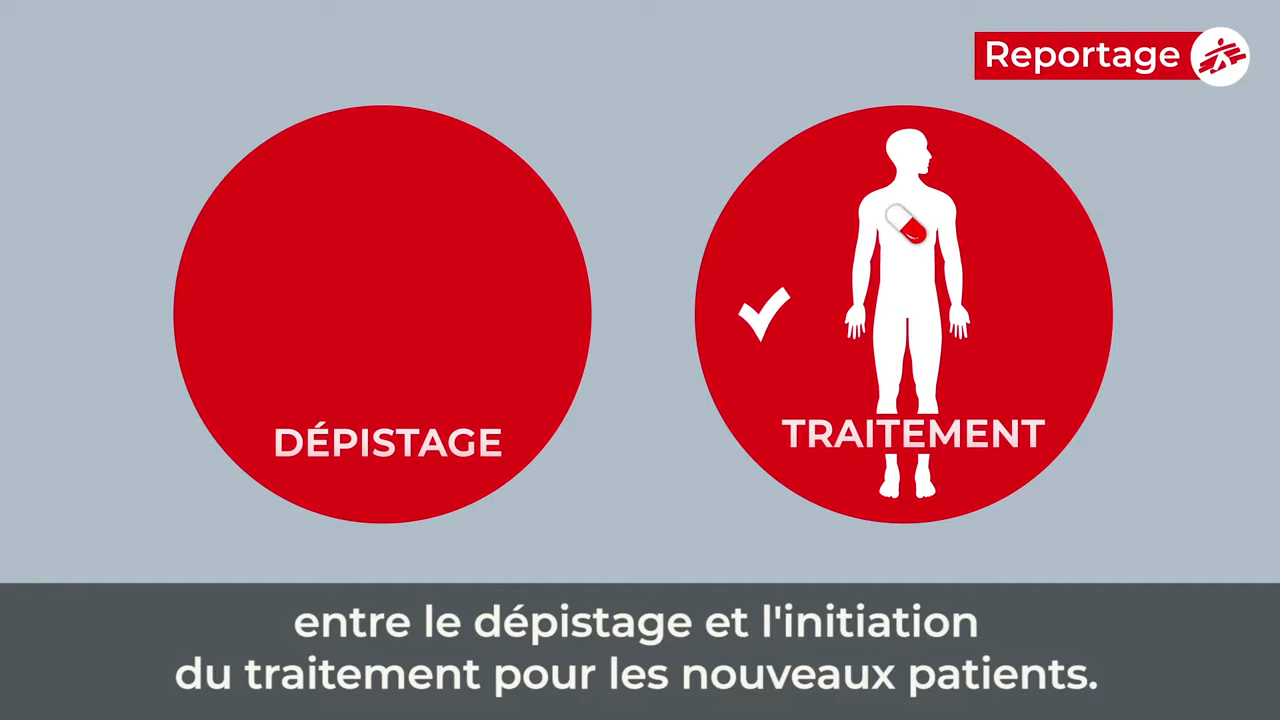 Reportage
DÉPISTAGE
TRAITEMENT
entre le dépistage et l'initiation
du traitement pour les nouveaux patients.